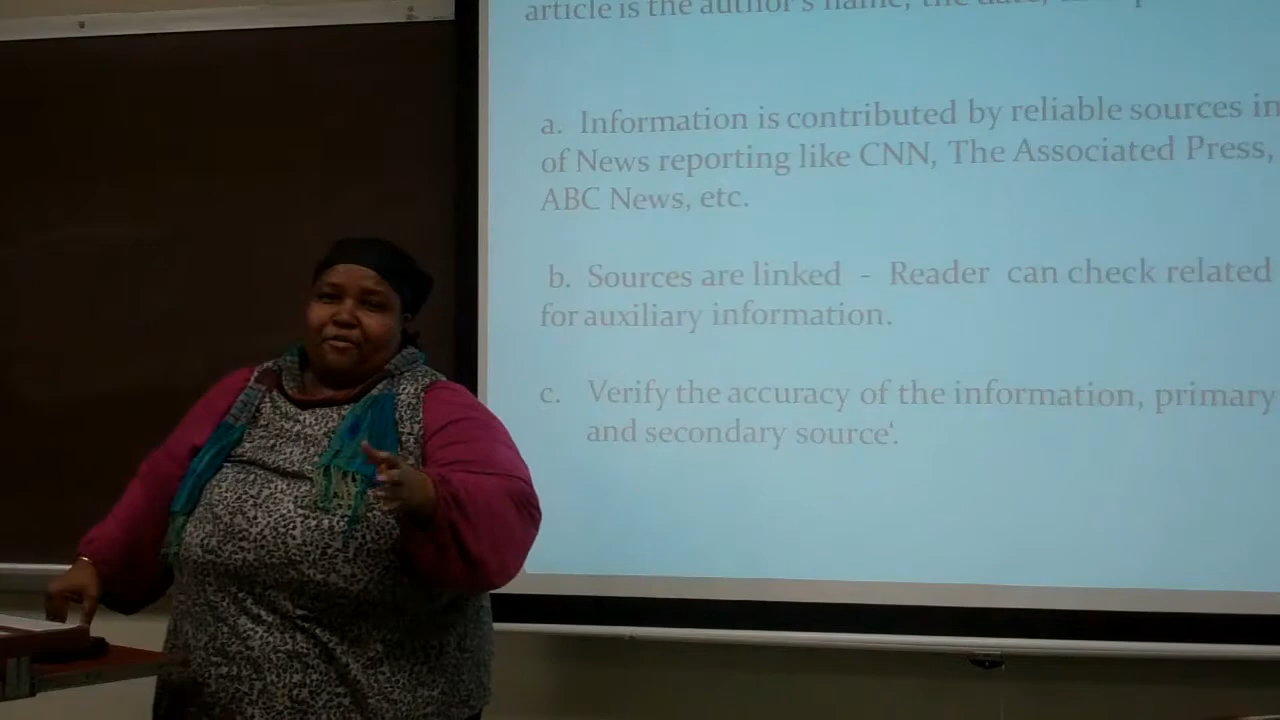 article is the author's name, the date,
a. Information is contributed by reliable sources in
of News reporting like CNN, The Associated Press,
ABC News, etc.
b. Sources are linked - Reader can check related
for auxiliary information.
c. Verify the accuracy of the information, primary
and secondary source'.